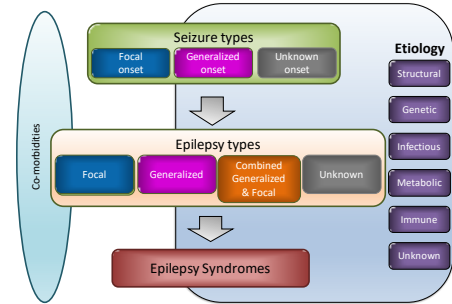 Seizure types
Focal
onset
Generalized
onset
Unknown
onset
Etiology
Structural
Genetic
Infectious
Metabolic
Immune
Unknown
Co-morbidities
Epilepsy types
Focal
Generalized
Combined
Generalized
& Focal
Unknown
Epilepsy Syndromes